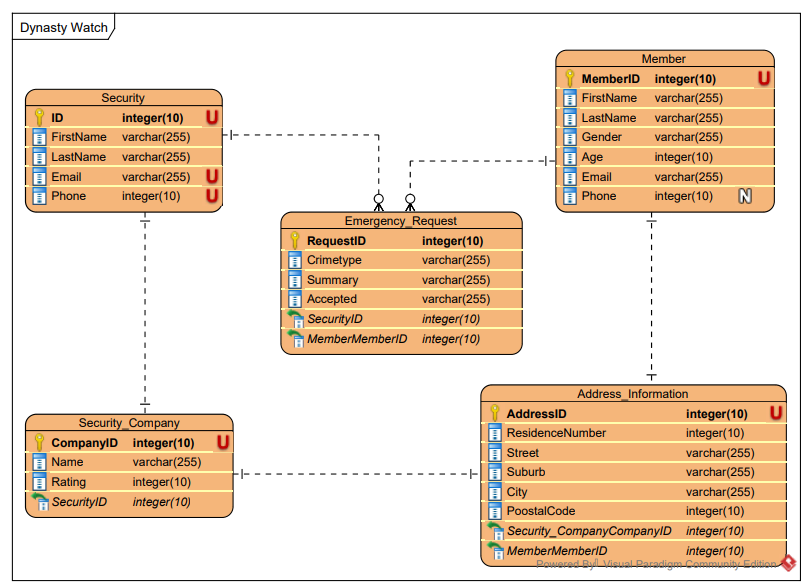 Dynasty Watch
Security
ID integer(10) U
FirstName varchar(255)
LastName varchar(255)
Email varchar(255) U
Phone integer(10) U
Member
MemberID integer(10) U
FirstName varchar(255)
LastName varchar(255)
Gender varchar(255)
Age integer(10)
Email varchar(255)
Phone integer(10) N
Emergency_Request
RequestID integer(10)
Crimetype varchar(255)
Summary varchar(255)
Accepted varchar(255)
SecurityID integer(10)
MemberMemberID integer(10)
Security_Company
CompanyID integer(10) U
Name varchar(255)
Rating integer(10)
SecurityID integer(10)
Address_Information
AddressID integer(10) U
ResidenceNumber integer(10)
Street varchar(255)
Suburb varchar(255)
City varchar(255)
PoostalCode integer(10)
Security_CompanyCompanyID integer(10)
MemberMemberID integer(10)
Powered By Visual Paradigm Community Edition